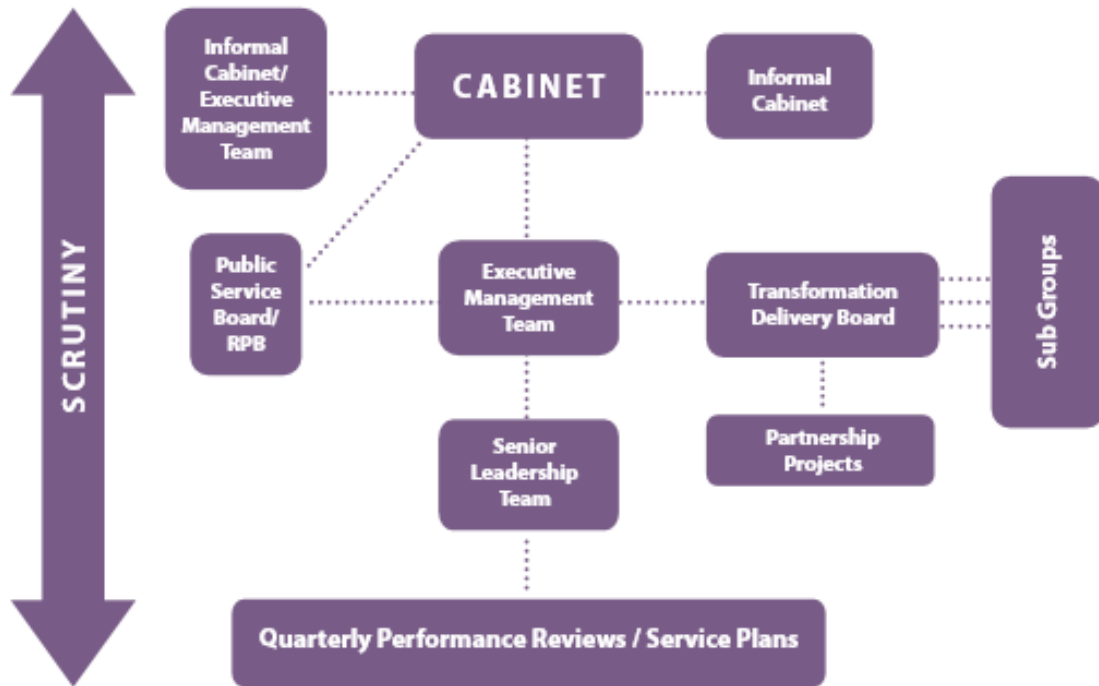 SCRUTINY
Informal
Cabinet/
Executive
Management
Team
CABINET
Informal
Cabinet
Public
Service
Board/
RPB
Executive
Management
Team
Transformation
Delivery Board
Sub Groups
Senior
Leadership
Team
Partnership
Projects
Quarterly Performance Reviews / Service Plans